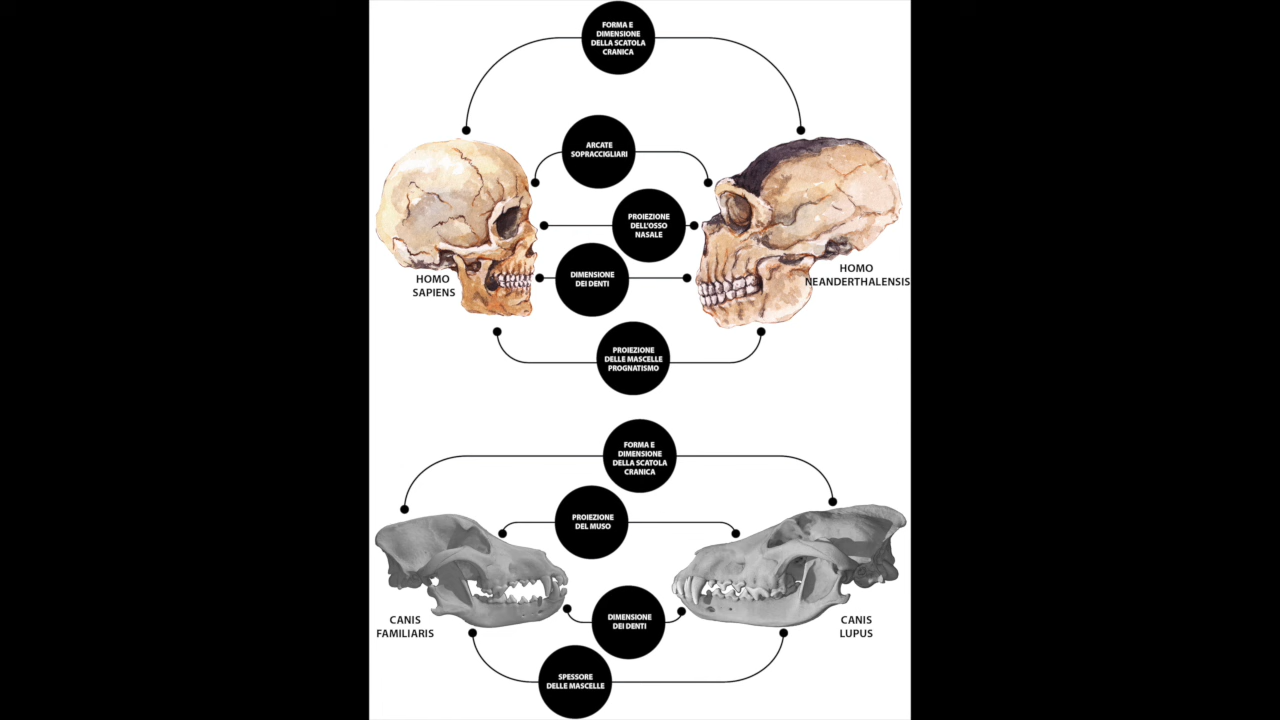 FORMA E
DIMENSIONE
DELLA SCATOLA
CRANICA
ARCATE
SOPRACCIGLIARI
PROIEZIONE
DELL'OSSO
NASALE
DIMENSIONE
DEI DENTI
HOMO
SAPIENS
HOMO
NEANDERTHALENSIS
PROIEZIONE
DELLE MASCELLE
PROGNATISMO
FORMA E
DIMENSIONE
DELLA SCATOLA
CRANICA
PROIEZIONE
DEL MUSO
DIMENSIONE
DEI DENTI
CANIS
FAMILIARIS
CANIS
LUPUS
SPESSORE
DELLE MASCELLE